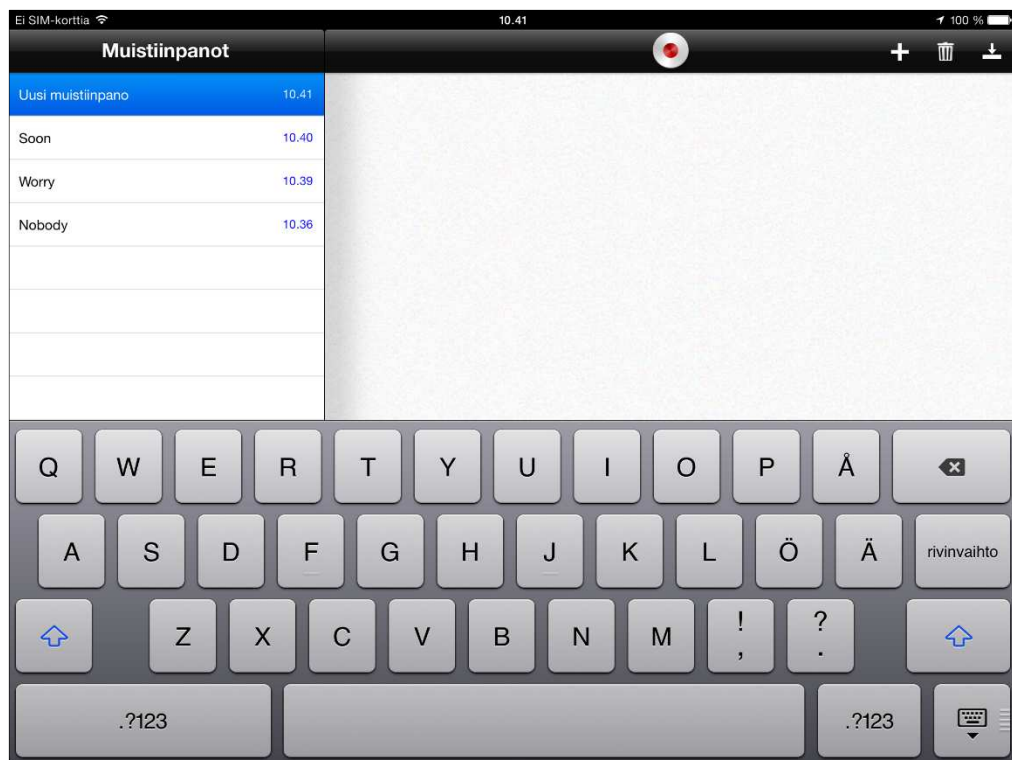 Ei SIM-korttia 10.41 100 %
Muistiinpanot
Uusi muistiinpano 10.41
Soon 10.40
Worry 10.39
Nobody 10.36
Q W E R T Y U I O P Å
A S D F G H J K L Ö Ä rivinvaihto
Z X C V B N M ! , ? .
.?123 .?123